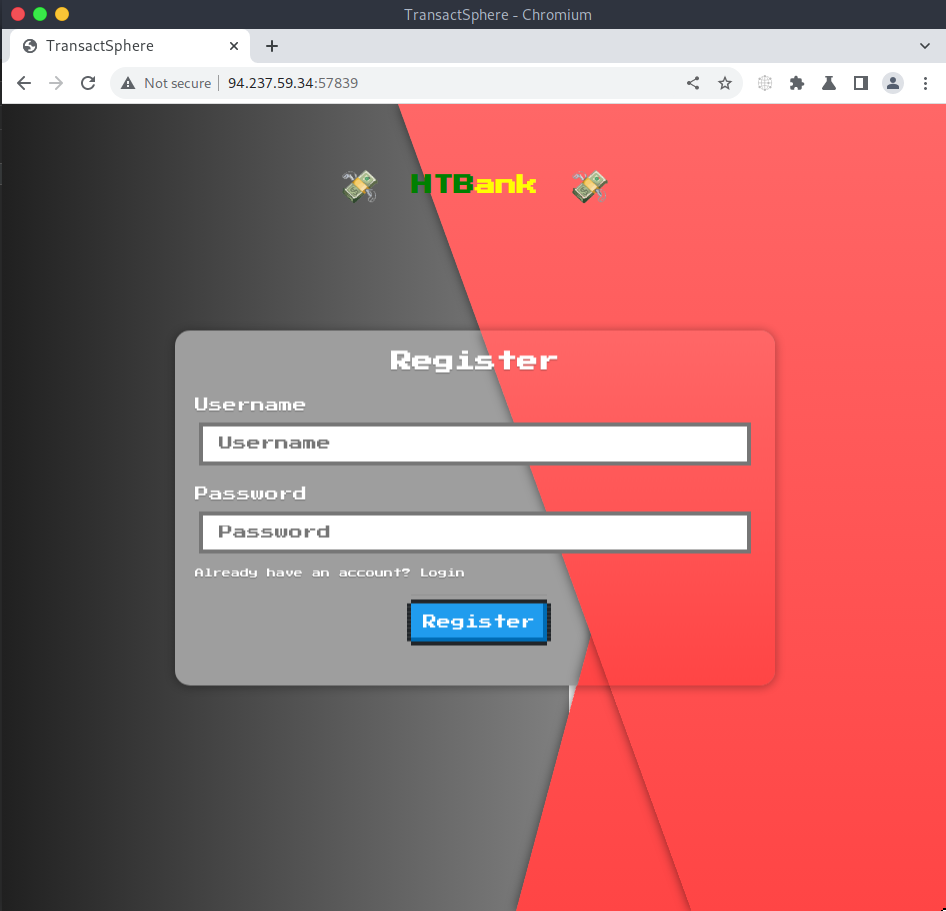 TransactSphere - Chromium
TransactSphere
Not secure 94.237.59.34:57839
HTBank
Register
Username
Username
Password
Password
Already have an account? Login
Register